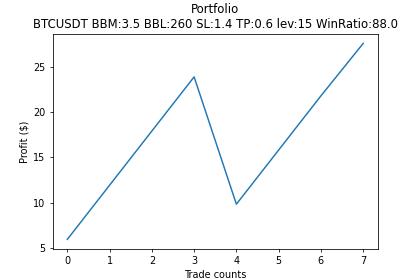 Portfolio
BTCUSDT BBM:3.5 BBL:260 SL:1.4 TP:0.6 lev:15 WinRatio:88.0
Profit ($)
25
20
15
10
5
0 1 2 3 4 5 6 7
Trade counts